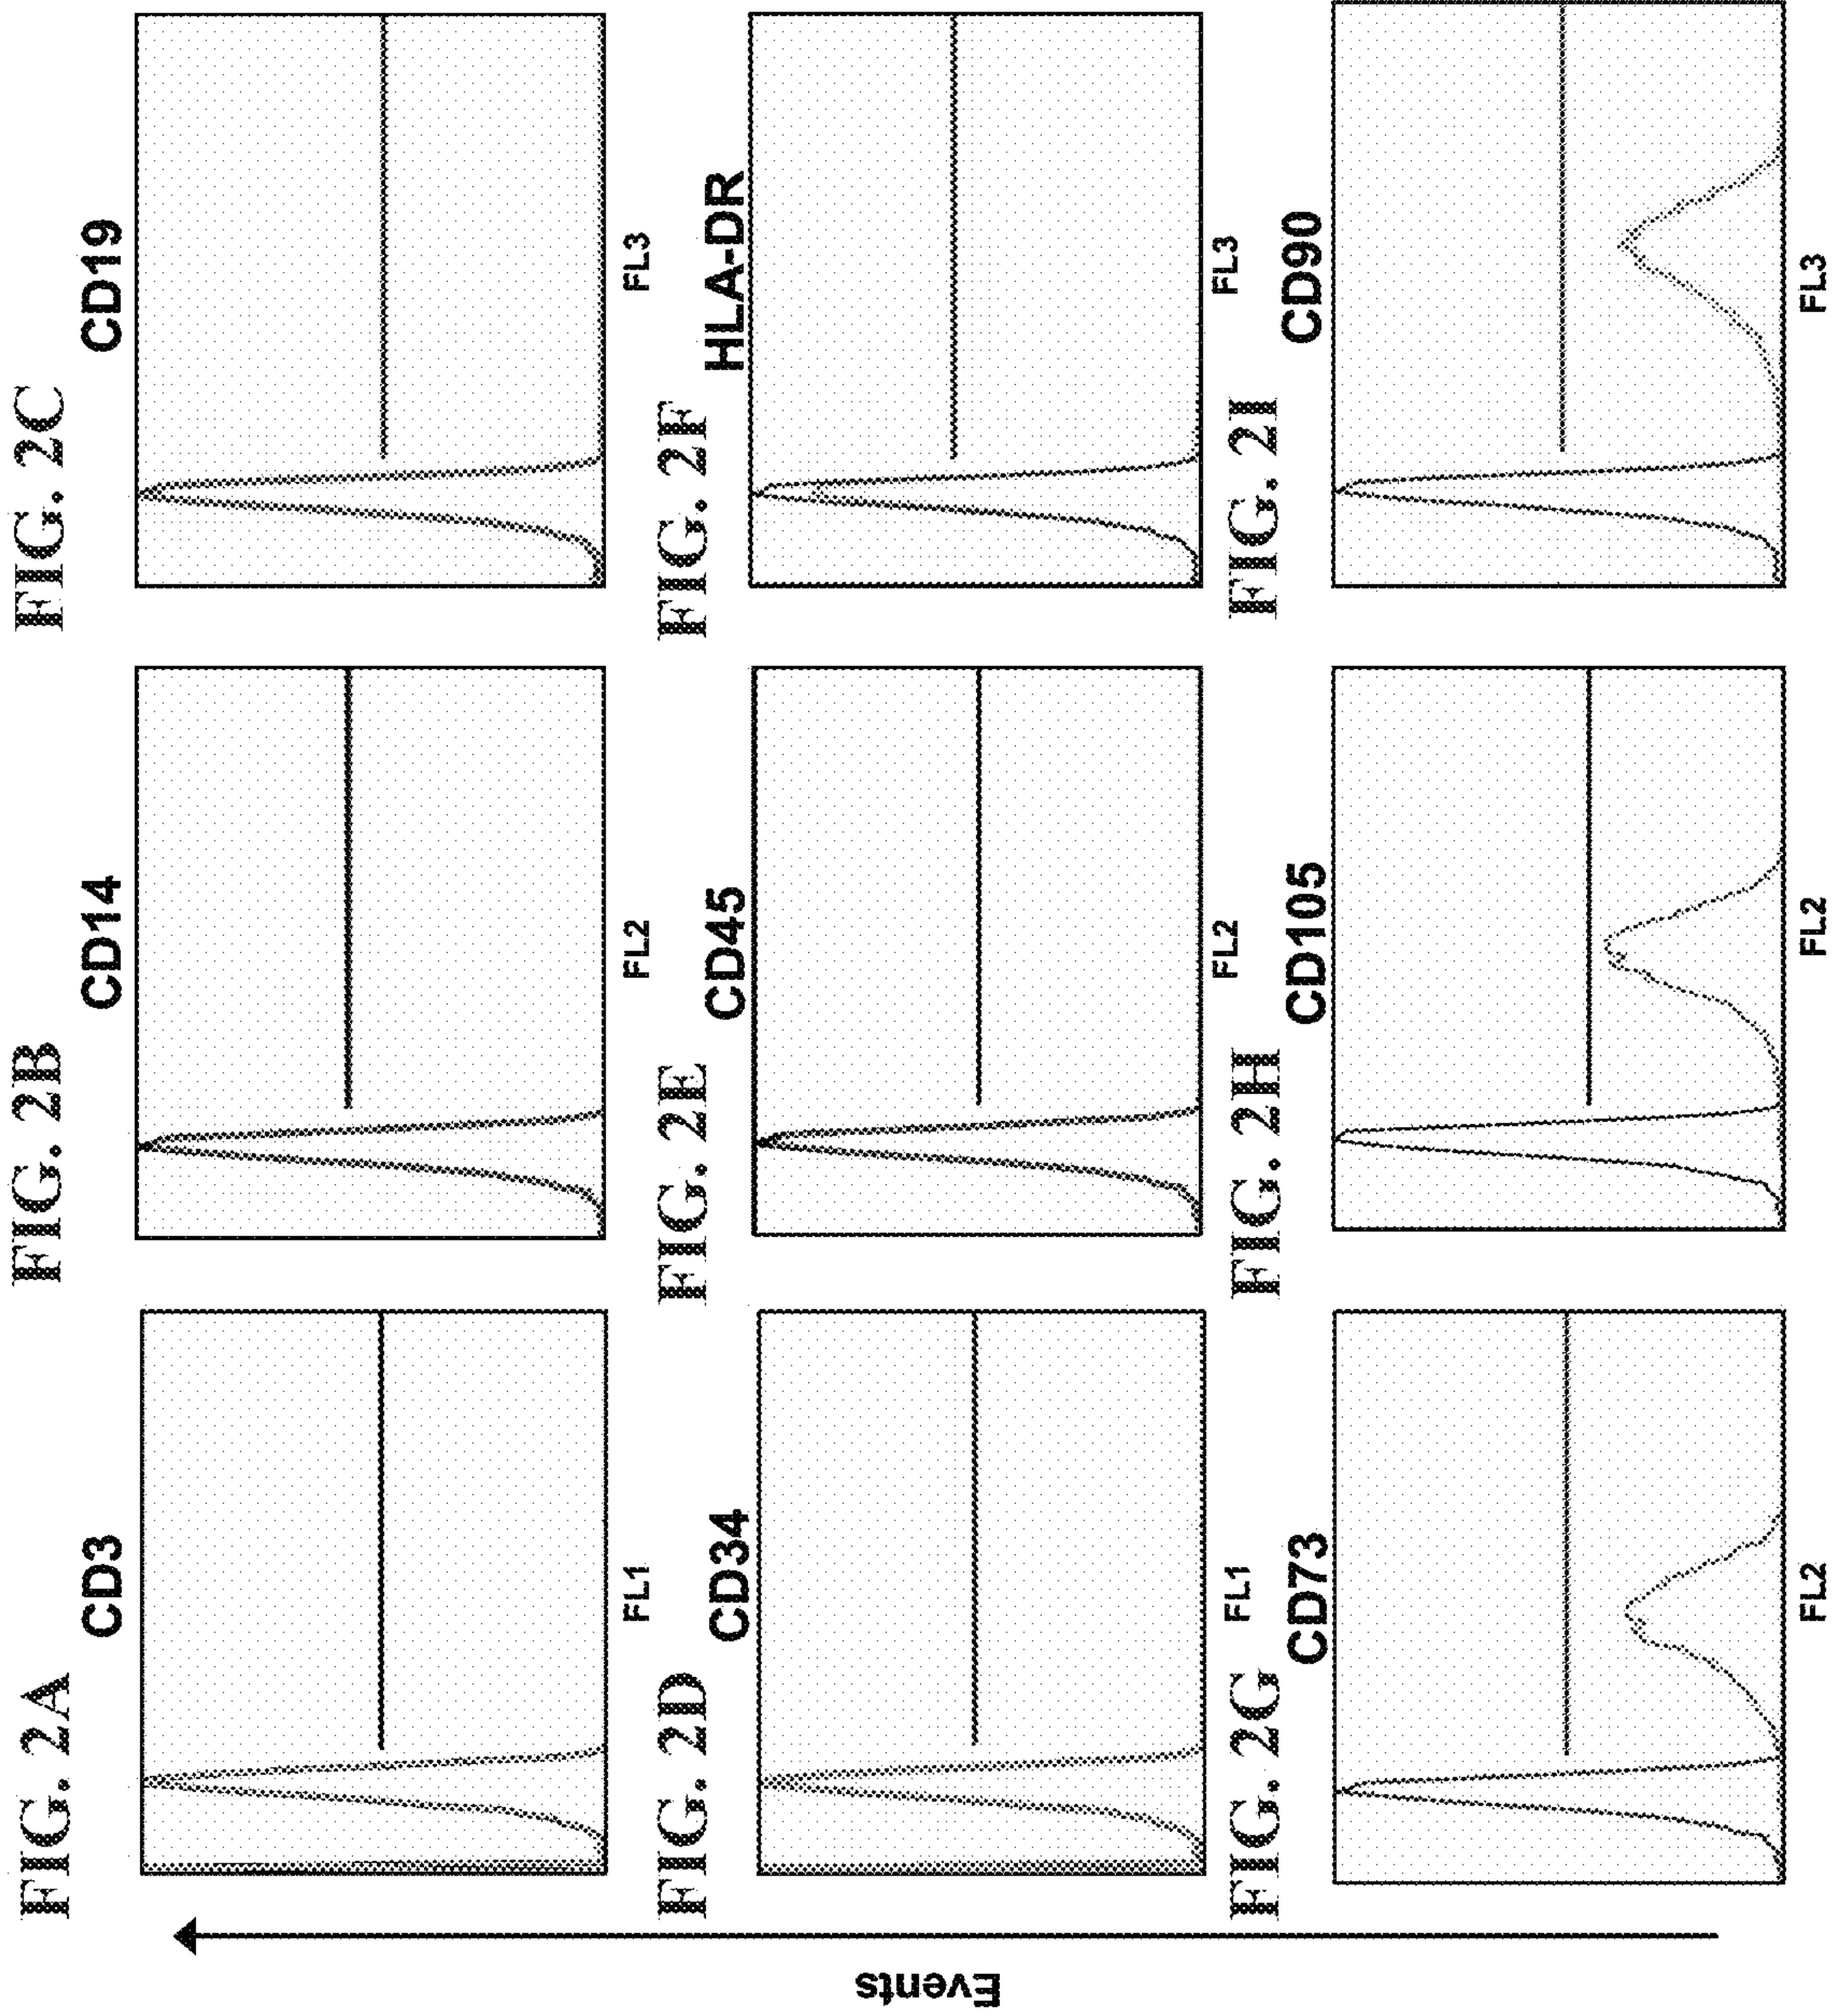 FIG. 2A
FIG. 2B
FIG. 2C
CD3
CD14
CD19
FL1
FL2
FL3
FIG. 2D
FIG. 2E
FIG. 2F
CD34
CD45
HLA-DR
FL1
FL2
FL3
FIG. 2G
FIG. 2H
FIG. 2I
CD73
CD105
CD90
FL2
FL2
FL3
Events